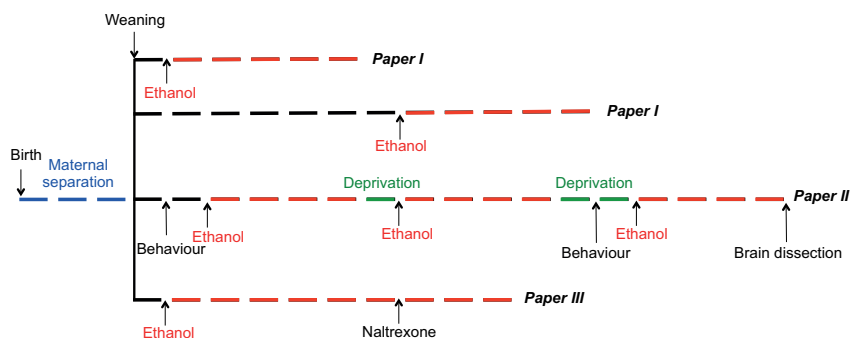 Weaning
Paper I
Ethanol
Paper I
Ethanol
Birth
Maternal
separation
Deprivation
Deprivation
Paper II
Behaviour
Ethanol
Ethanol
Behaviour
Ethanol
Brain dissection
Paper III
Ethanol
Naltrexone